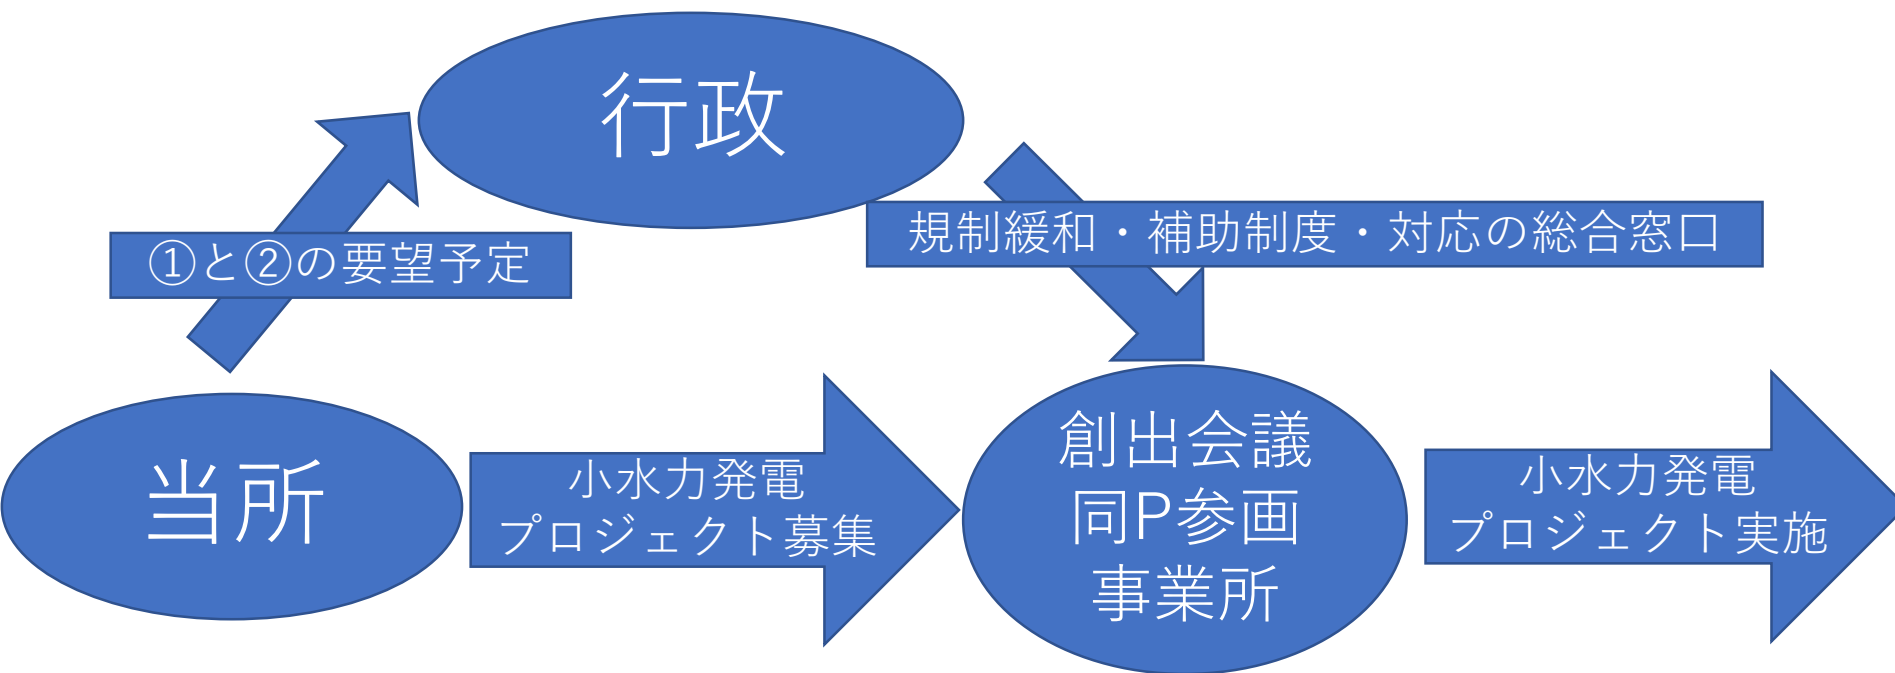 行政
①と②の要望予定
規制緩和・補助制度・対応の総合窓口
当所
小水力発電
プロジェクト募集
創出会議
同P参画
事業所
小水力発電
プロジェクト実施